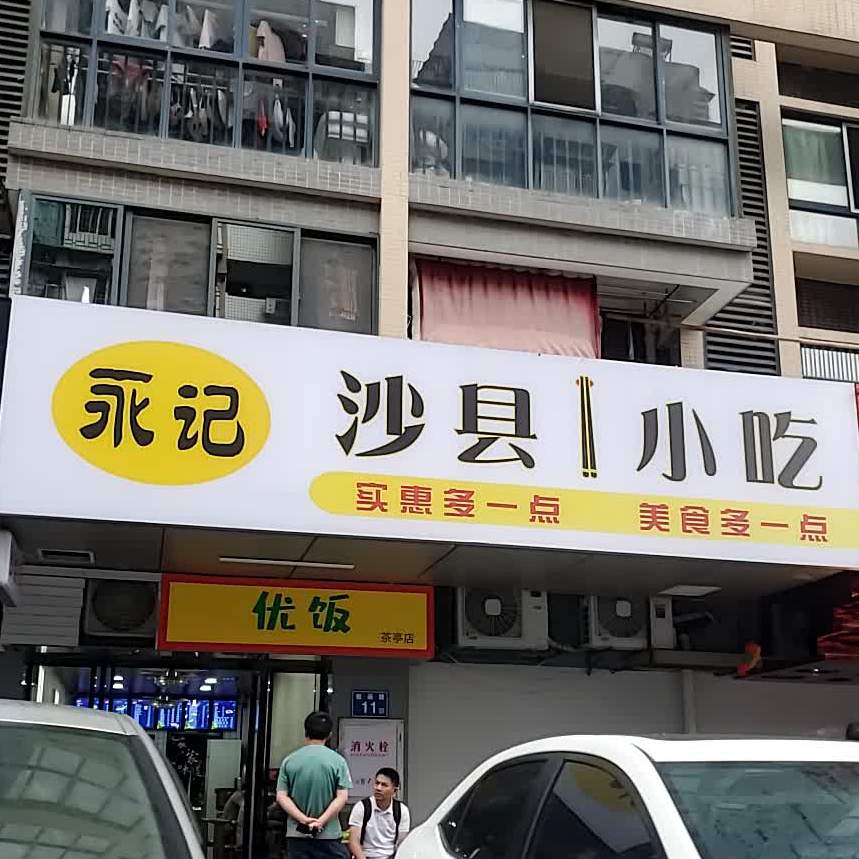 永记
沙县小吃
实惠多一点 美食多一点
优饭
茶亭店
11
消火栓